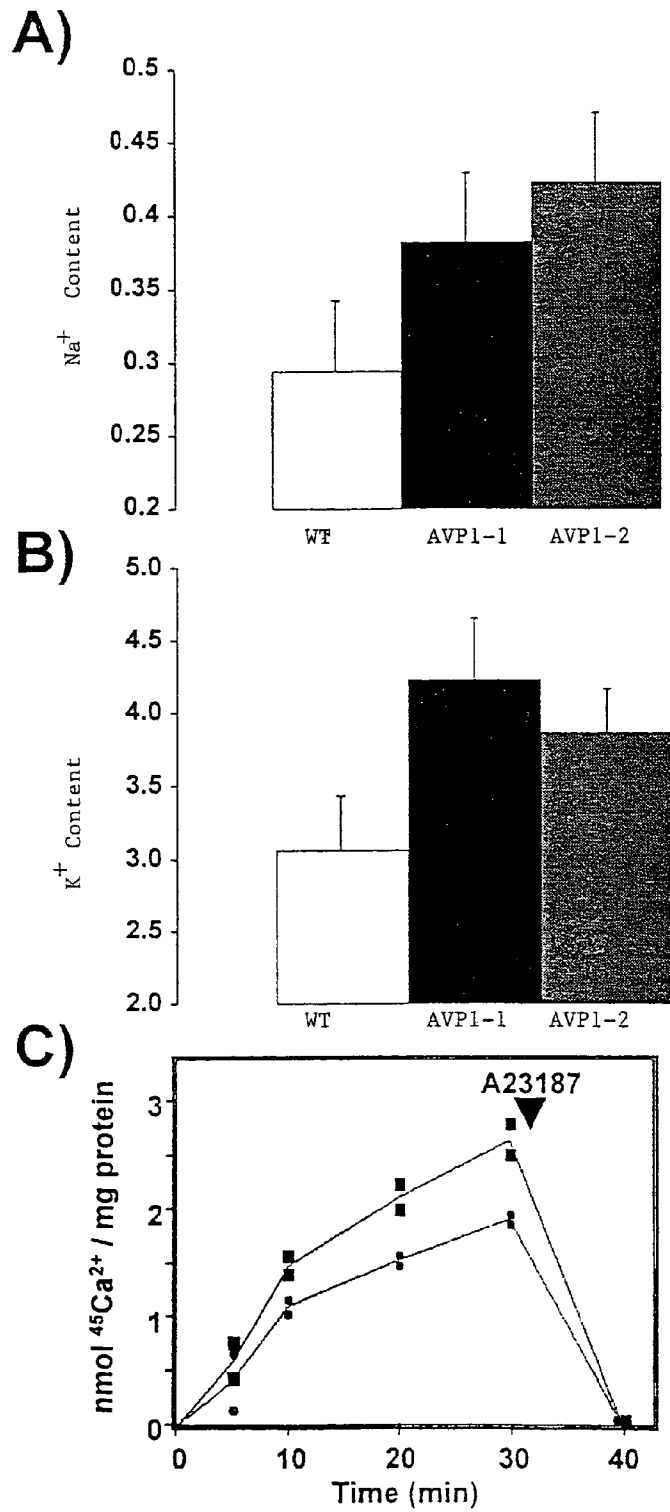 A)
0.5
0.45
0.4
0.35
0.3
0.25
0.2
Na+ Content
WT AVP1-1 AVP1-2
B)
5.0
4.5
4.0
3.5
3.0
2.5
2.0
K+ Content
WT AVP1-1 AVP1-2
C)
A23187
3
2
1
0
nmol 45Ca2+ / mg protein
0 10 20 30 40
Time (min)